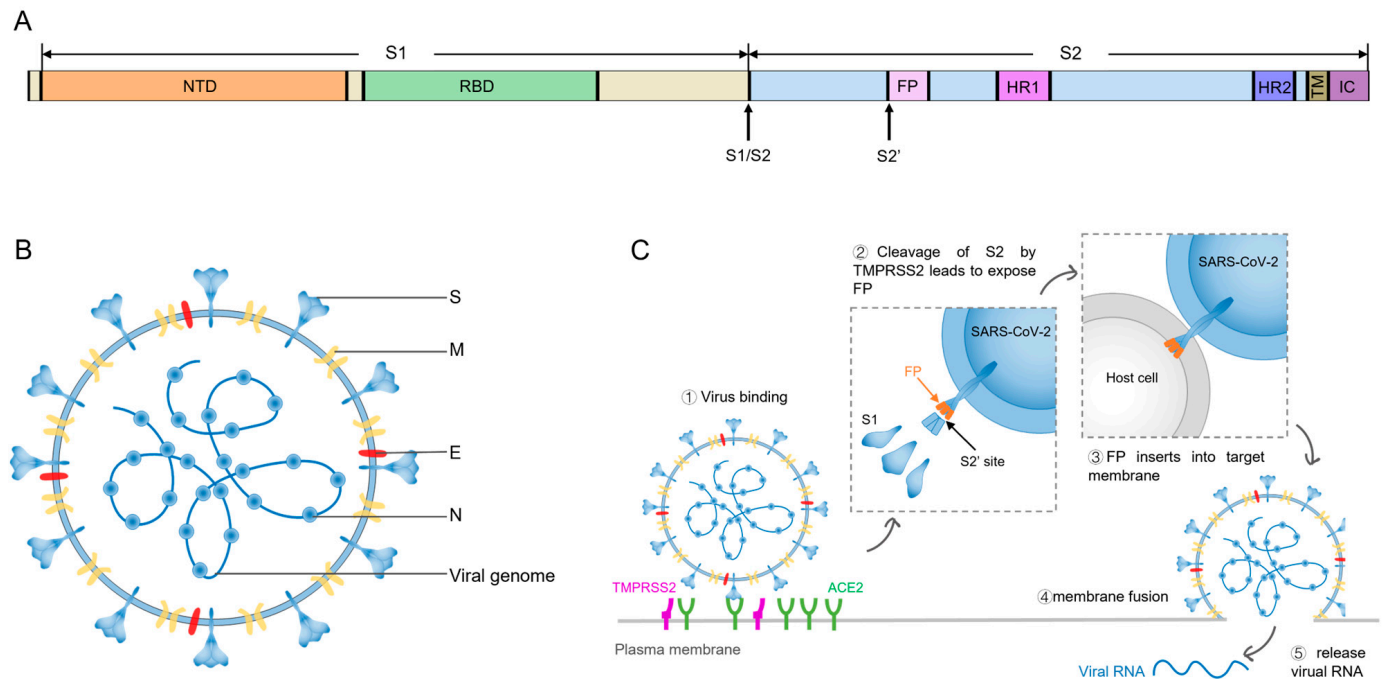 A
S1
S2
NTD
RBD
FP
HR1
HR2
TM
IC
S1/S2
S2’
B
S
M
E
N
Viral genome
C
① Virus binding
TMPRSS2
ACE2
Plasma membrane
② Cleavage of S2 by
TMPRSS2 leads to expose
FP
SARS-CoV-2
FP
S1
S2’ site
SARS-CoV-2
Host cell
③ FP inserts into target
membrane
④membrane fusion
Viral RNA
⑤ release
virual RNA